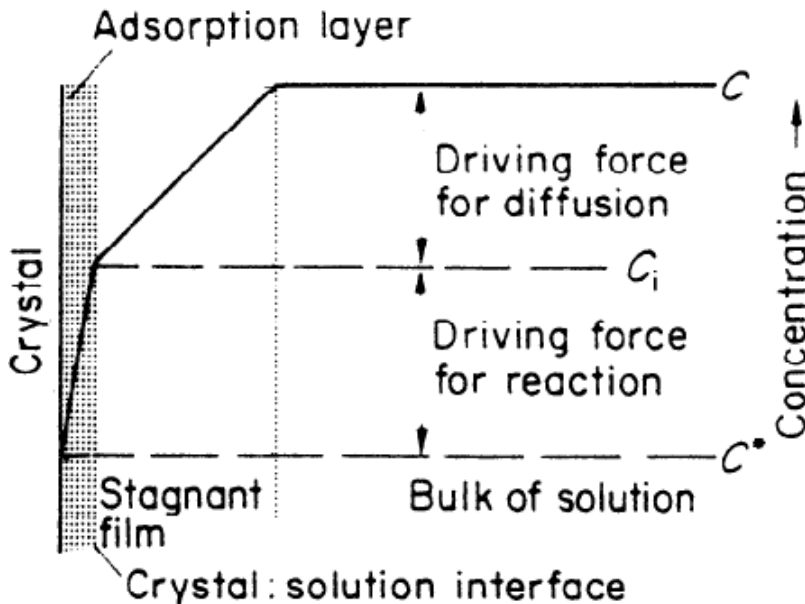 Adsorption layer
C
Driving force
for diffusion
Concentration
Crystal
Ci
Driving force
for reaction
C*
Stagnant
film
Bulk of solution
Crystal: solution interface